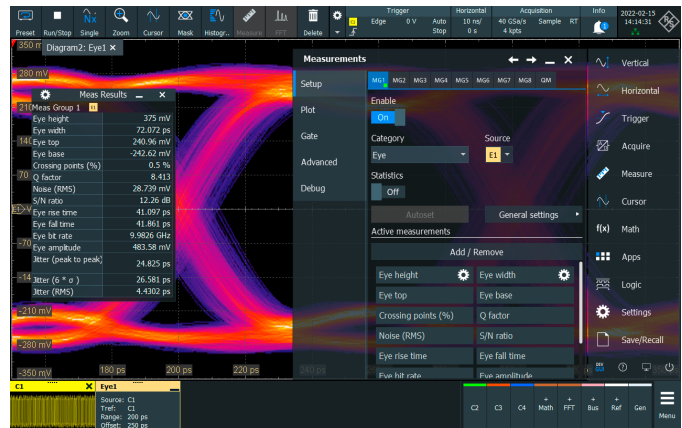 Trigger
Horizontal
Acquisition
Info
2022-02-15
14:14:31
Edge 0 V Auto
Stop
10 ns/
0 s
40 GSa/s Sample RT
4 kpts
Preset Run/Stop Single Zoom Cursor Mask Histogr.. Measure FFT Delete
350 m Diagram2: Eye1 ×
280 mV
Meas Results
210 Meas Group 1 E1
Eye height 375 mV
Eye width 72.072 ps
140 Eye top 240.96 mV
Eye base -242.62 mV
Crossing points (%) 0.5 %
70 Q factor 8.413
Noise (RMS) 28.739 mV
S/N ratio 12.26 dB
Eye rise time 41.097 ps
Eye fall time 41.861 ps
Eye bit rate 9.9826 GHz
-70 Eye amplitude 483.58 mV
Jitter (peak to peak) 24.825 ps
-14 Jitter (6 * σ ) 26.581 ps
Jitter (RMS) 4.4302 ps
-210 mV
-280 mV
-350 mV
180 ps 200 ps 220 ps 240 ps
Measurements
Setup
Plot
Gate
Advanced
Debug
MG1 MG2 MG3 MG4 MG5 MG6 MG7 MG8 QM
Enable
On
Category Source
Eye E1
Statistics
Off
Autoset General settings
Active measurements
Add / Remove
Eye height Eye width
Eye top Eye base
Crossing points (%) Q factor
Noise (RMS) S/N ratio
Eye rise time Eye fall time
Eye bit rate Eye amplitude
Vertical
Horizontal
Trigger
Acquire
Measure
Cursor
f(x) Math
Apps
Logic
Settings
Save/Recall
C1 X
Eye1
Source: C1
Tref: C1
Range: 200 ps
Offset: 250 ps
C2 C3 C4 + Math + FFT + Bus + Ref Gen Menu